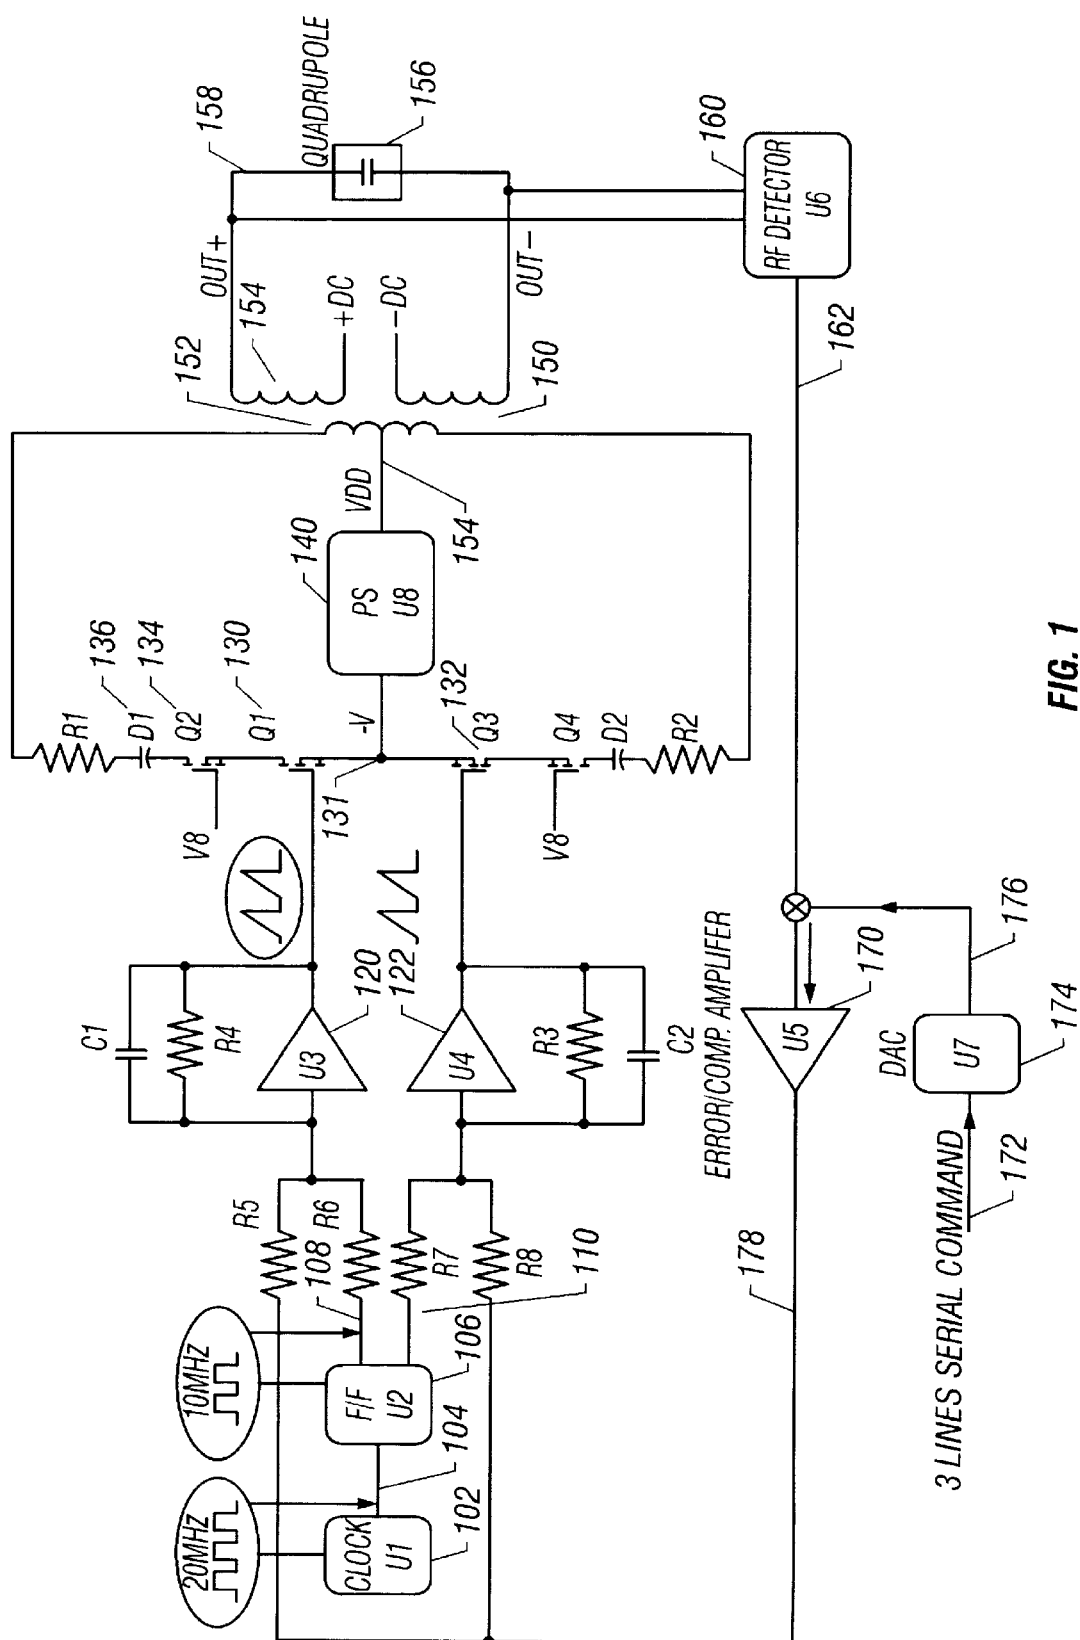 20MHZ
10MHZ
CLOCK
U1
102
104
F/F
U2
106
108
110
R5
R6
R7
R8
C1
R4
U3
120
122
U4
R3
C2
V8
V8
R1
136
D1
134
Q2
130
Q1
131
-V
132
Q3
Q4
D2
R2
140
PS
U8
VDD
154
152
150
154
OUT+
+DC
-DC
OUT-
158
QUADRUPOLE
156
160
RF DETECTOR
U6
162
ERROR/COMP. AMPLIFER
U5
170
176
DAC
U7
174
3 LINES SERIAL COMMAND
172
178
FIG. 1